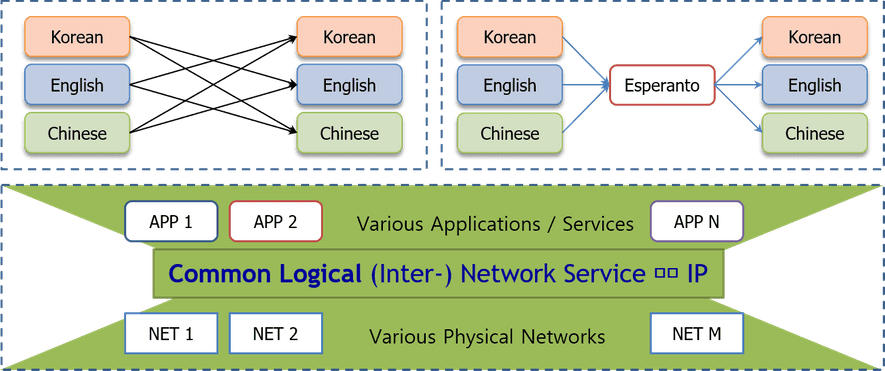 Korean Korean
English English
Chinese Chinese
Korean Korean
English Esperanto English
Chinese Chinese
APP 1 APP 2 Various Applications / Services APP N
Common Logical (Inter-) Network Service □□ IP
NET 1 NET 2 Various Physical Networks NET M